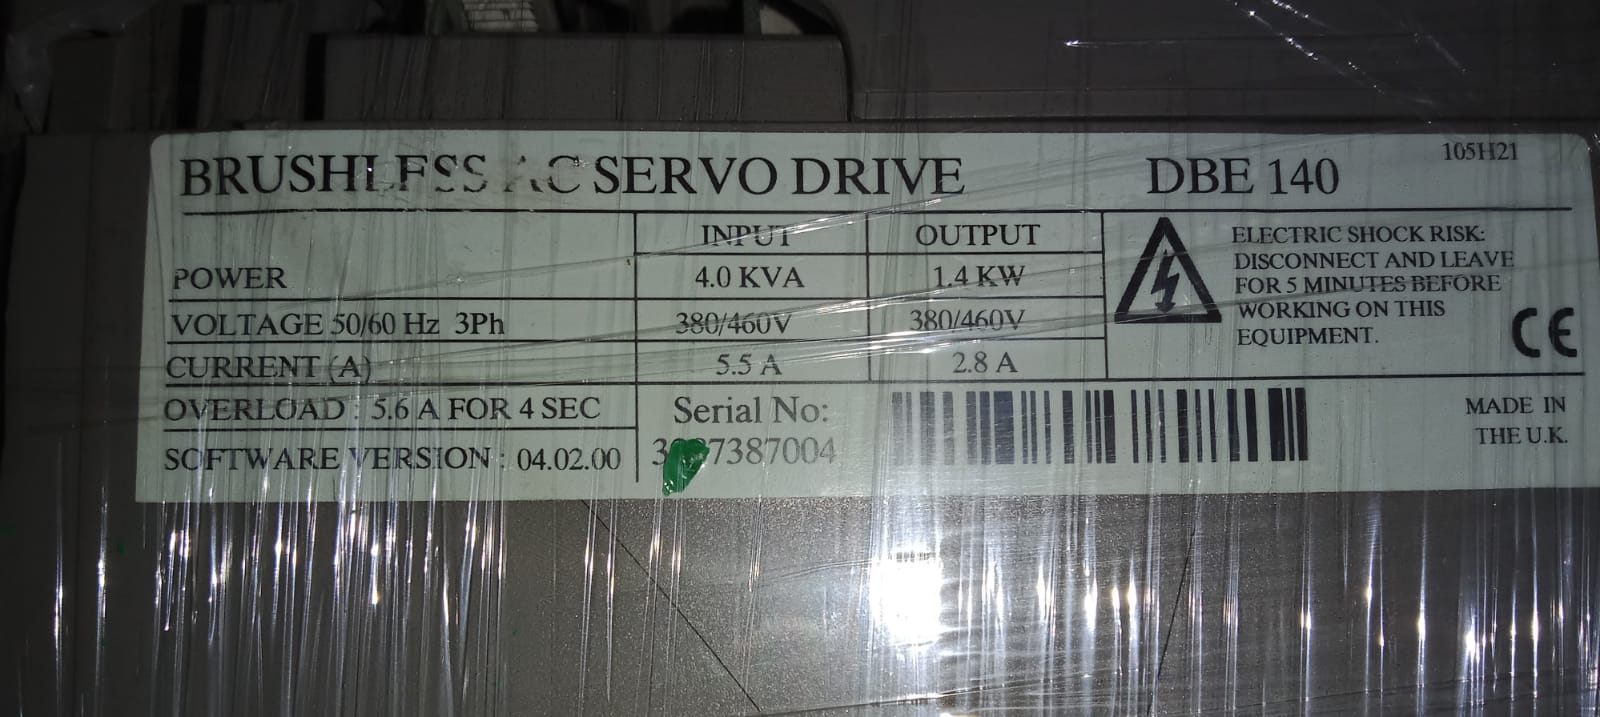 BRUSHLESS AC SERVO DRIVE DBE 140 105H21
INPUT OUTPUT
POWER 4.0 KVA 1.4 KW
VOLTAGE 50/60 Hz 3Ph 380/460V 380/460V
CURRENT (A) 5.5 A 2.8 A
ELECTRIC SHOCK RISK:
DISCONNECT AND LEAVE
FOR 5 MINUTES BEFORE
WORKING ON THIS
EQUIPMENT.
CE
OVERLOAD : 5.6 A FOR 4 SEC
SOFTWARE VERSION : 04.02.00
Serial No:
MADE IN
THE U.K.